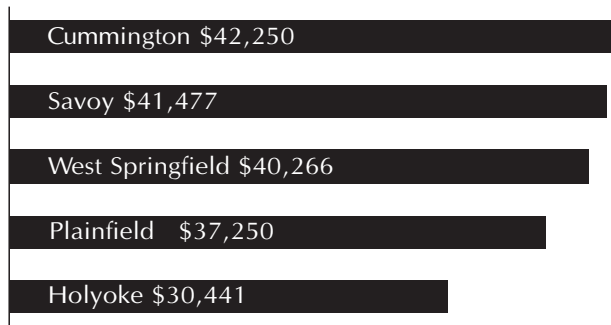 Cummington $42,250
Savoy $41,477
West Springfield $40,266
Plainfield $37,250
Holyoke $30,441